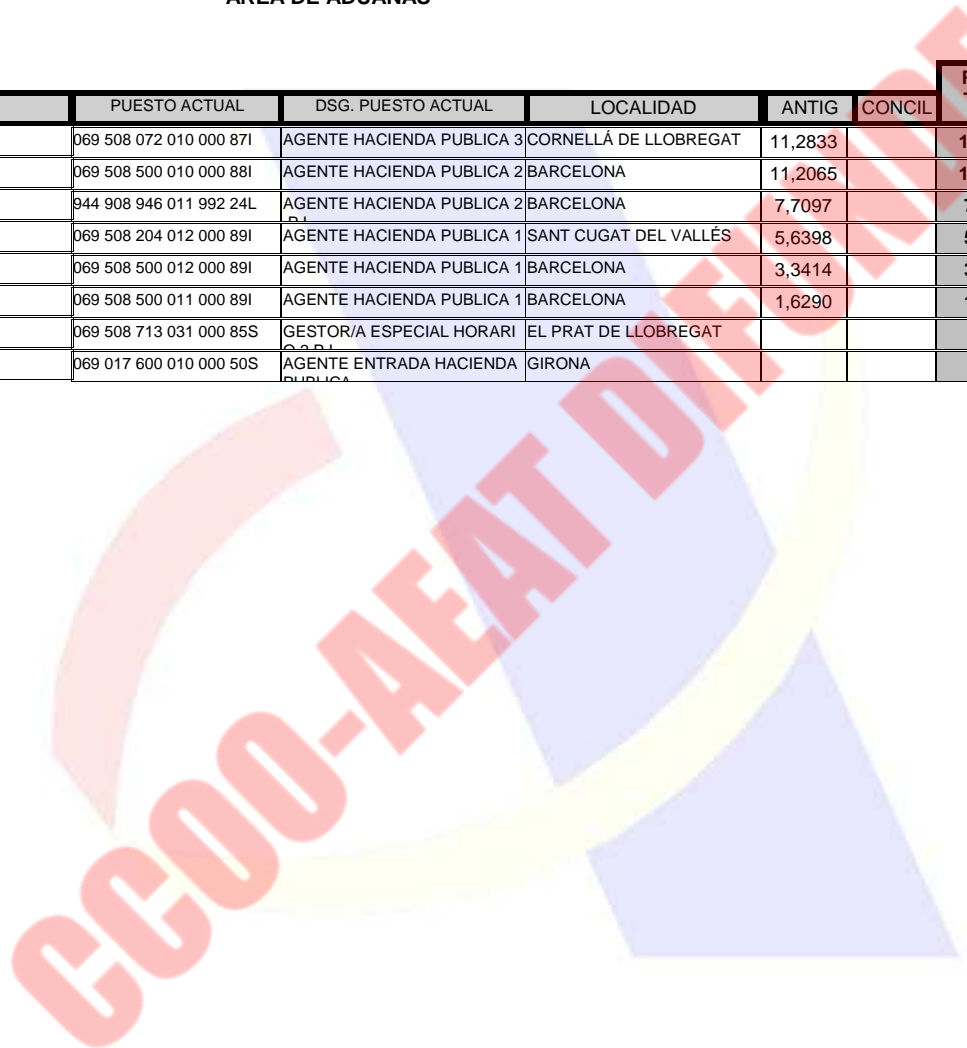 PUESTO ACTUAL DSG. PUESTO ACTUAL LOCALIDAD ANTIG CONCIL
069 508 072 010 000 87I AGENTE HACIENDA PUBLICA 3 CORNELLÁ DE LLOBREGAT 11,2833
069 508 500 010 000 88I AGENTE HACIENDA PUBLICA 2 BARCELONA 11,2065
944 908 946 011 992 24L AGENTE HACIENDA PUBLICA 2 BARCELONA 7,7097
069 508 204 012 000 89I AGENTE HACIENDA PUBLICA 1 SANT CUGAT DEL VALLÉS 5,6398
069 508 500 012 000 89I AGENTE HACIENDA PUBLICA 1 BARCELONA 3,3414
069 508 500 011 000 89I AGENTE HACIENDA PUBLICA 1 BARCELONA 1,6290
069 508 713 031 000 85S GESTOR/A ESPECIAL HORARI EL PRAT DE LLOBREGAT
069 017 600 010 000 50S AGENTE ENTRADA HACIENDA GIRONA
CCOO-AEAT